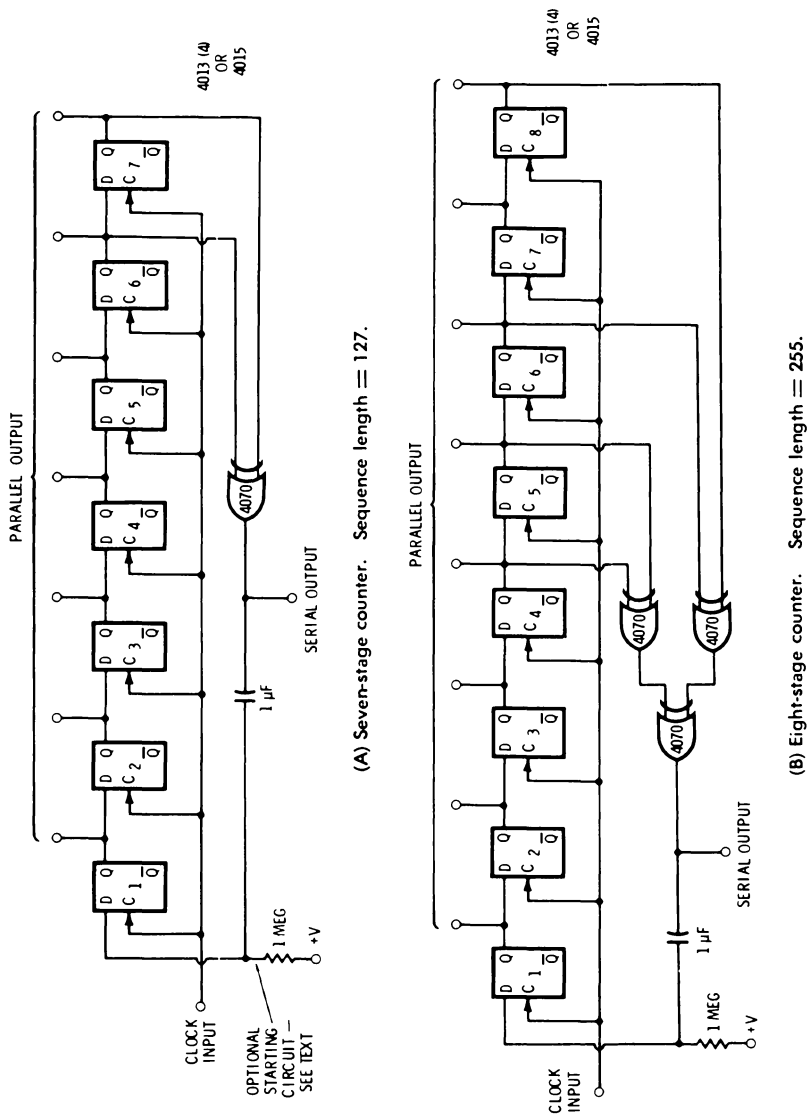 PARALLEL OUTPUT
D Q
C 1 Q
D Q
C 2 Q
D Q
C 3 Q
D Q
C 4 Q
D Q
C 5 Q
D Q
C 6 Q
D Q
C 7 Q
4013 (4)
OR
4015
4070
SERIAL OUTPUT
1 µF
1 MEG
+V
CLOCK
INPUT
OPTIONAL
STARTING
CIRCUIT —
SEE TEXT
(A) Seven-stage counter. Sequence length = 127.
PARALLEL OUTPUT
D Q
C 1 Q
D Q
C 2 Q
D Q
C 3 Q
D Q
C 4 Q
D Q
C 5 Q
D Q
C 6 Q
D Q
C 7 Q
D Q
C 8 Q
4013 (4)
OR
4015
4070
4070
4070
SERIAL OUTPUT
1 µF
1 MEG
+V
CLOCK
INPUT
(B) Eight-stage counter. Sequence length = 255.